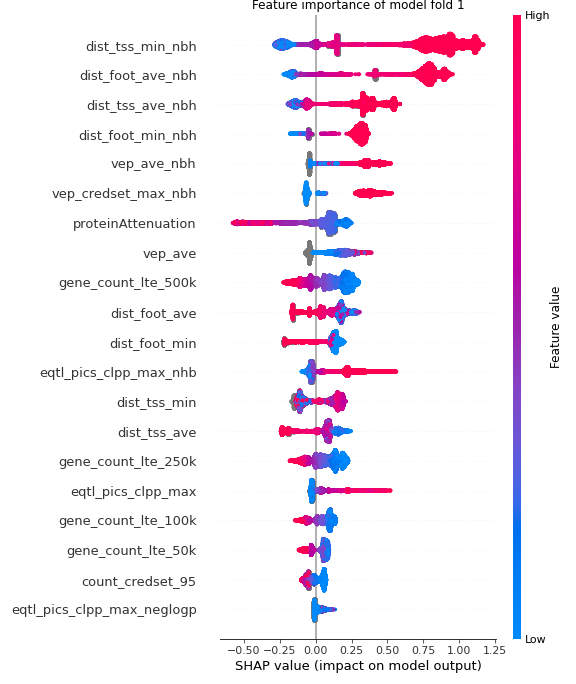 Feature importance of model fold 1
High
dist_tss_min_nbh
dist_foot_ave_nbh
dist_tss_ave_nbh
dist_foot_min_nbh
vep_ave_nbh
vep_credset_max_nbh
proteinAttenuation
vep_ave
gene_count_lte_500k
dist_foot_ave
dist_foot_min
eqtl_pics_clpp_max_nhb
dist_tss_min
dist_tss_ave
gene_count_lte_250k
eqtl_pics_clpp_max
gene_count_lte_100k
gene_count_lte_50k
count_credset_95
eqtl_pics_clpp_max_neglogp
Feature value
Low
−0.50 −0.25 0.00 0.25 0.50 0.75 1.00 1.25
SHAP value (impact on model output)